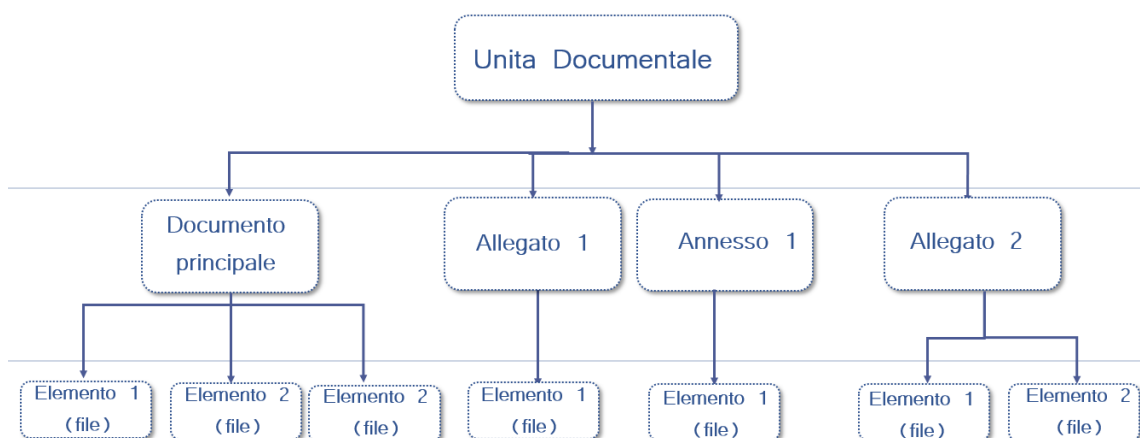 Unita Documentale
Documento
principale
Allegato 1
Annesso 1
Allegato 2
Elemento 1
(file)
Elemento 2
(file)
Elemento 2
(file)
Elemento 1
(file)
Elemento 1
(file)
Elemento 1
(file)
Elemento 2
(file)